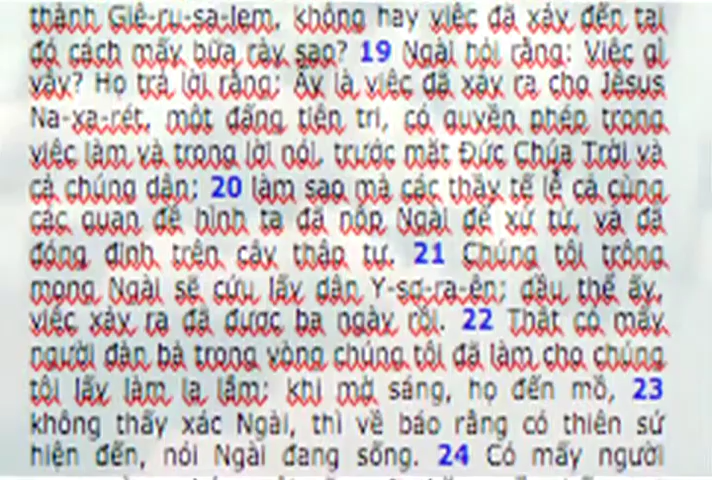 thành Giê-ru-sa-lem, không hay việc đã xảy đến tại
đó cách mấy bữa rày sao? 19 Ngài hỏi rằng: Việc gì
vậy? Họ trả lời rằng: Ấy là việc đã xảy ra cho Jêsus
Na-xa-rét, một đấng tiên tri, có quyền phép trong
việc làm và trong lời nói, trước mặt Đức Chúa Trời và
cả chúng dân; 20 làm sao mà các thầy tế lễ cả cùng
các quan đề hình ta đã nộp Ngài để xử tử, và đã
đóng đinh trên cây thập tự. 21 Chúng tôi trông
mong Ngài sẽ cứu lấy dân Y-sơ-ra-ên; dầu thể ấy,
việc xảy ra đã được ba ngày rồi. 22 Thật có mấy
người đàn bà trong vòng chúng tôi đã làm cho chúng
tôi lấy làm lạ lắm: khi mờ sáng, họ đến mồ, 23
không thấy xác Ngài, thì về báo rằng có thiên sứ
hiện đến, nói Ngài đang sống. 24 Có mấy người